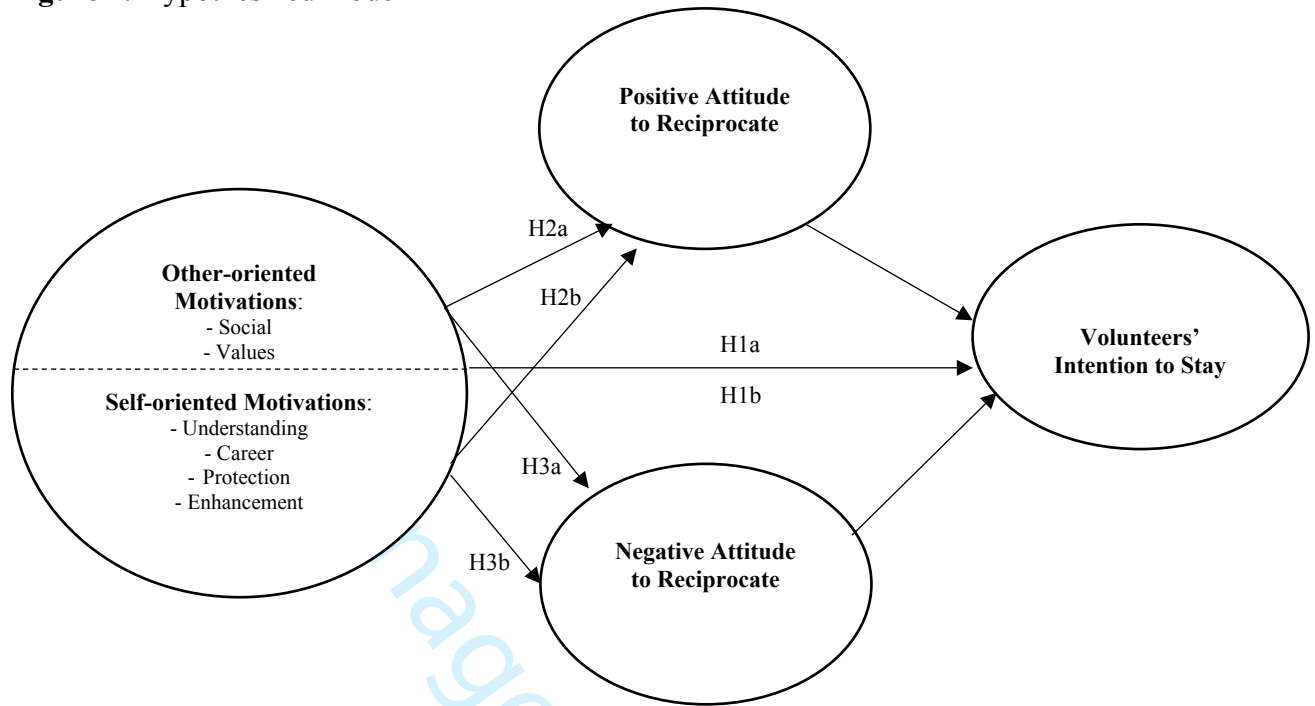 Positive Attitude
to Reciprocate
H2a
Other-oriented
Motivations:
- Social
- Values
H2b
H1a
Volunteers’
Intention to Stay
H1b
Self-oriented Motivations:
- Understanding
- Career
- Protection
- Enhancement
H3a
H3b
Negative Attitude
to Reciprocate